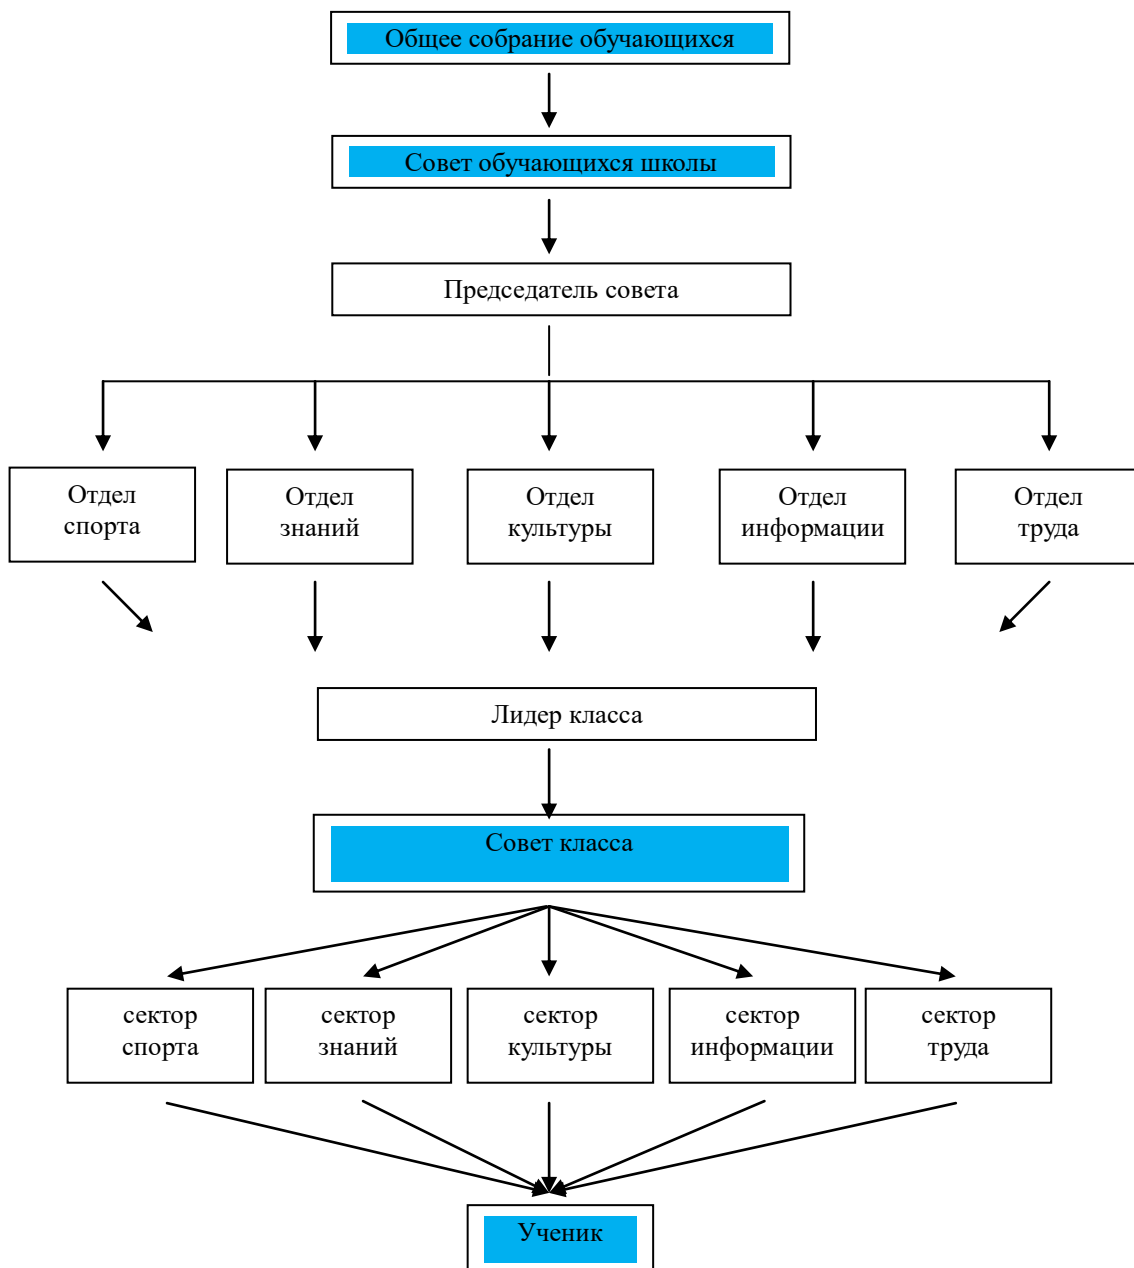 Общее собрание обучающихся
Совет обучающихся школы
Председатель совета
Отдел
спорта
Отдел
знаний
Отдел
культуры
Отдел
информации
Отдел
труда
Лидер класса
Совет класса
сектор
спорта
сектор
знаний
сектор
культуры
сектор
информации
сектор
труда
Ученик